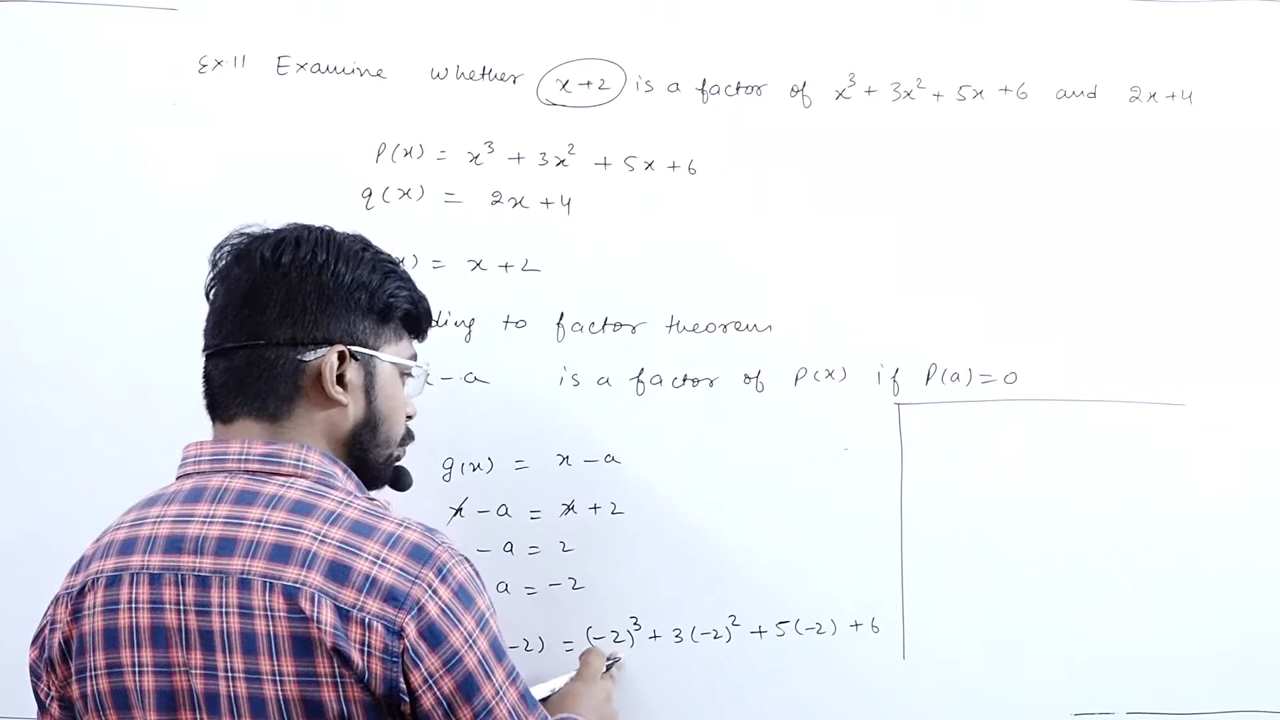 Ex.11 Examine whether x+2 is a factor of x³ + 3x² + 5x + 6 and 2x+4
P(x) = x³ + 3x² + 5x + 6
q(x) = 2x + 4
x) = x + 2
ding to factor theorem
x - a is a factor of P(x) if P(a) = 0
g(x) = x - a
x - a = x + 2
- a = 2
a = -2
-2) = (-2)³ + 3(-2)² + 5(-2) + 6